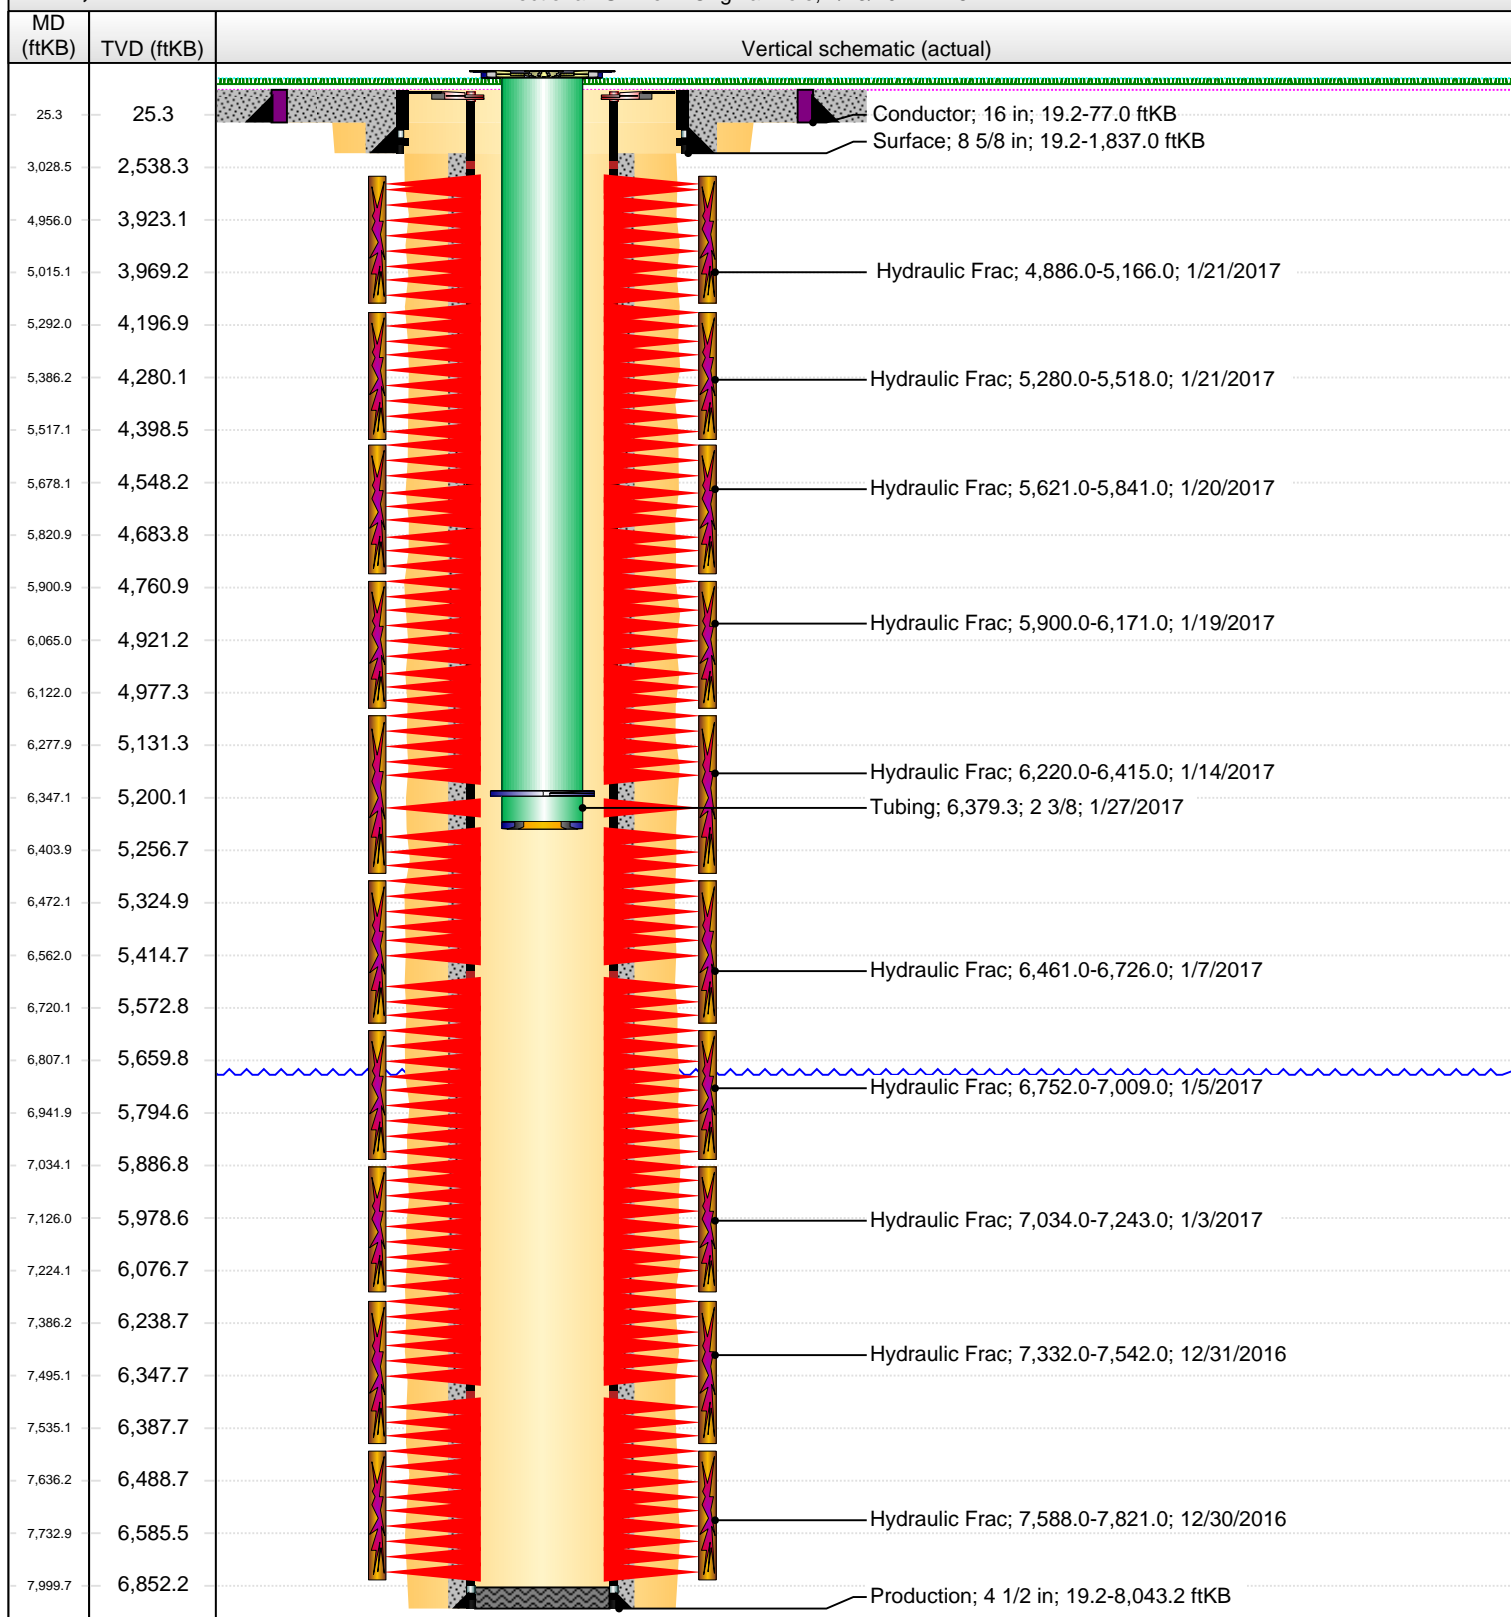 MD (ftKB)
TVD (ftKB)
Vertical schematic (actual)
25.3 25.3
Conductor; 16 in; 19.2-77.0 ftKB
Surface; 8 5/8 in; 19.2-1,837.0 ftKB
3,028.5 2,538.3
4,956.0 3,923.1
5,015.1 3,969.2
Hydraulic Frac; 4,886.0-5,166.0; 1/21/2017
5,292.0 4,196.9
5,386.2 4,280.1
Hydraulic Frac; 5,280.0-5,518.0; 1/21/2017
5,517.1 4,398.5
5,678.1 4,548.2
Hydraulic Frac; 5,621.0-5,841.0; 1/20/2017
5,820.9 4,683.8
5,900.9 4,760.9
Hydraulic Frac; 5,900.0-6,171.0; 1/19/2017
6,065.0 4,921.2
6,122.0 4,977.3
6,277.9 5,131.3
Hydraulic Frac; 6,220.0-6,415.0; 1/14/2017
6,347.1 5,200.1
Tubing; 6,379.3; 2 3/8; 1/27/2017
6,403.9 5,256.7
6,472.1 5,324.9
6,562.0 5,414.7
Hydraulic Frac; 6,461.0-6,726.0; 1/7/2017
6,720.1 5,572.8
6,807.1 5,659.8
Hydraulic Frac; 6,752.0-7,009.0; 1/5/2017
6,941.9 5,794.6
7,034.1 5,886.8
7,126.0 5,978.6
Hydraulic Frac; 7,034.0-7,243.0; 1/3/2017
7,224.1 6,076.7
7,386.2 6,238.7
Hydraulic Frac; 7,332.0-7,542.0; 12/31/2016
7,495.1 6,347.7
7,535.1 6,387.7
7,636.2 6,488.7
Hydraulic Frac; 7,588.0-7,821.0; 12/30/2016
7,732.9 6,585.5
7,999.7 6,852.2
Production; 4 1/2 in; 19.2-8,043.2 ftKB